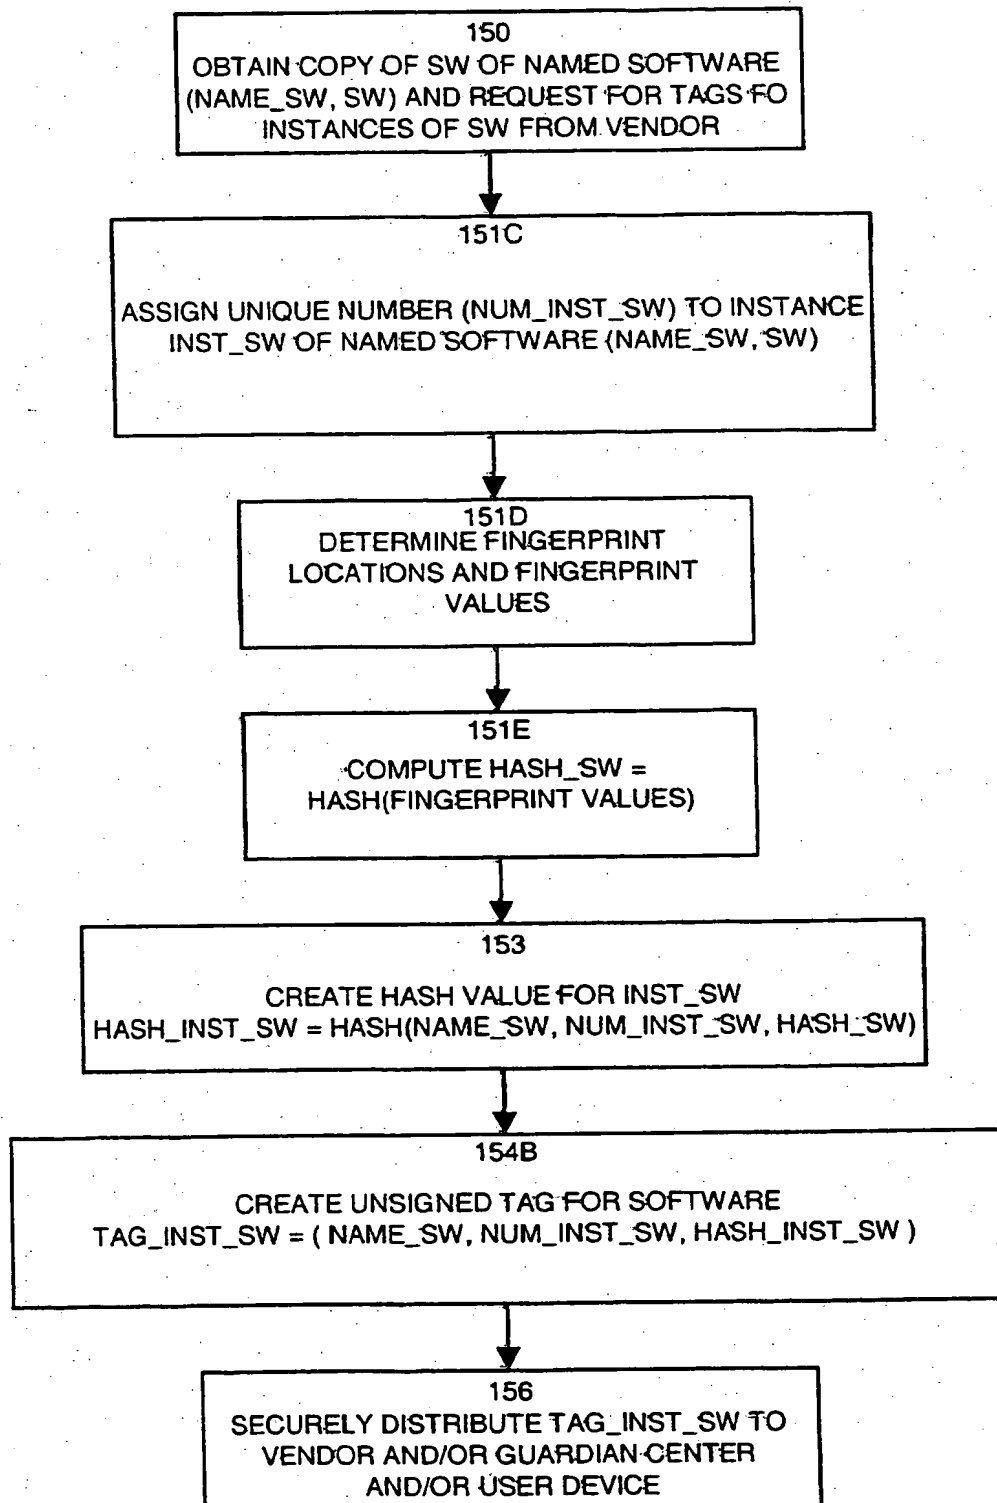 150
OBTAIN COPY OF SW OF NAMED SOFTWARE
(NAME_SW, SW) AND REQUEST FOR TAGS FO
INSTANCES OF SW FROM VENDOR
151C
ASSIGN UNIQUE NUMBER (NUM_INST_SW) TO INSTANCE
INST_SW OF NAMED SOFTWARE (NAME_SW, SW)
151D
DETERMINE FINGERPRINT
LOCATIONS AND FINGERPRINT
VALUES
151E
COMPUTE HASH_SW =
HASH(FINGERPRINT VALUES)
153
CREATE HASH VALUE FOR INST_SW
HASH_INST_SW = HASH(NAME_SW, NUM_INST_SW, HASH_SW)
154B
CREATE UNSIGNED TAG FOR SOFTWARE
TAG_INST_SW = ( NAME_SW, NUM_INST_SW, HASH_INST_SW )
156
SECURELY DISTRIBUTE TAG_INST_SW TO
VENDOR AND/OR GUARDIAN CENTER
AND/OR USER DEVICE